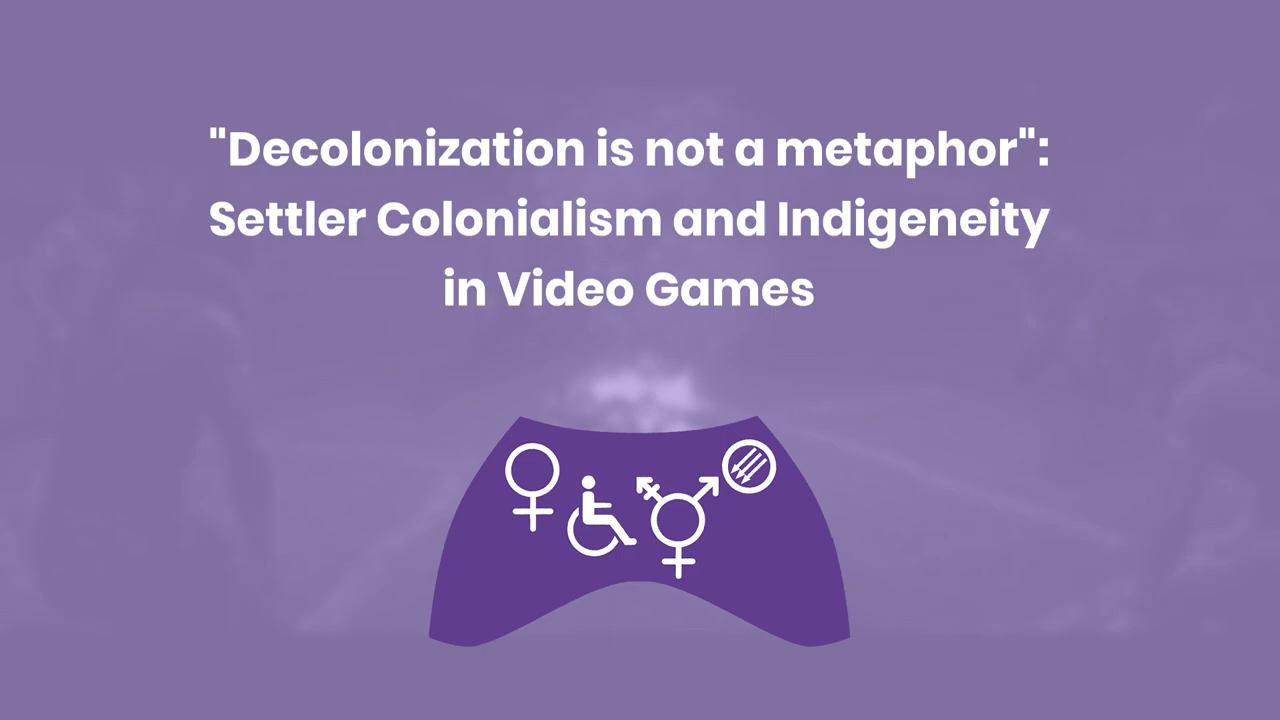 "Decolonization is not a metaphor":
Settler Colonialism and Indigeneity
in Video Games